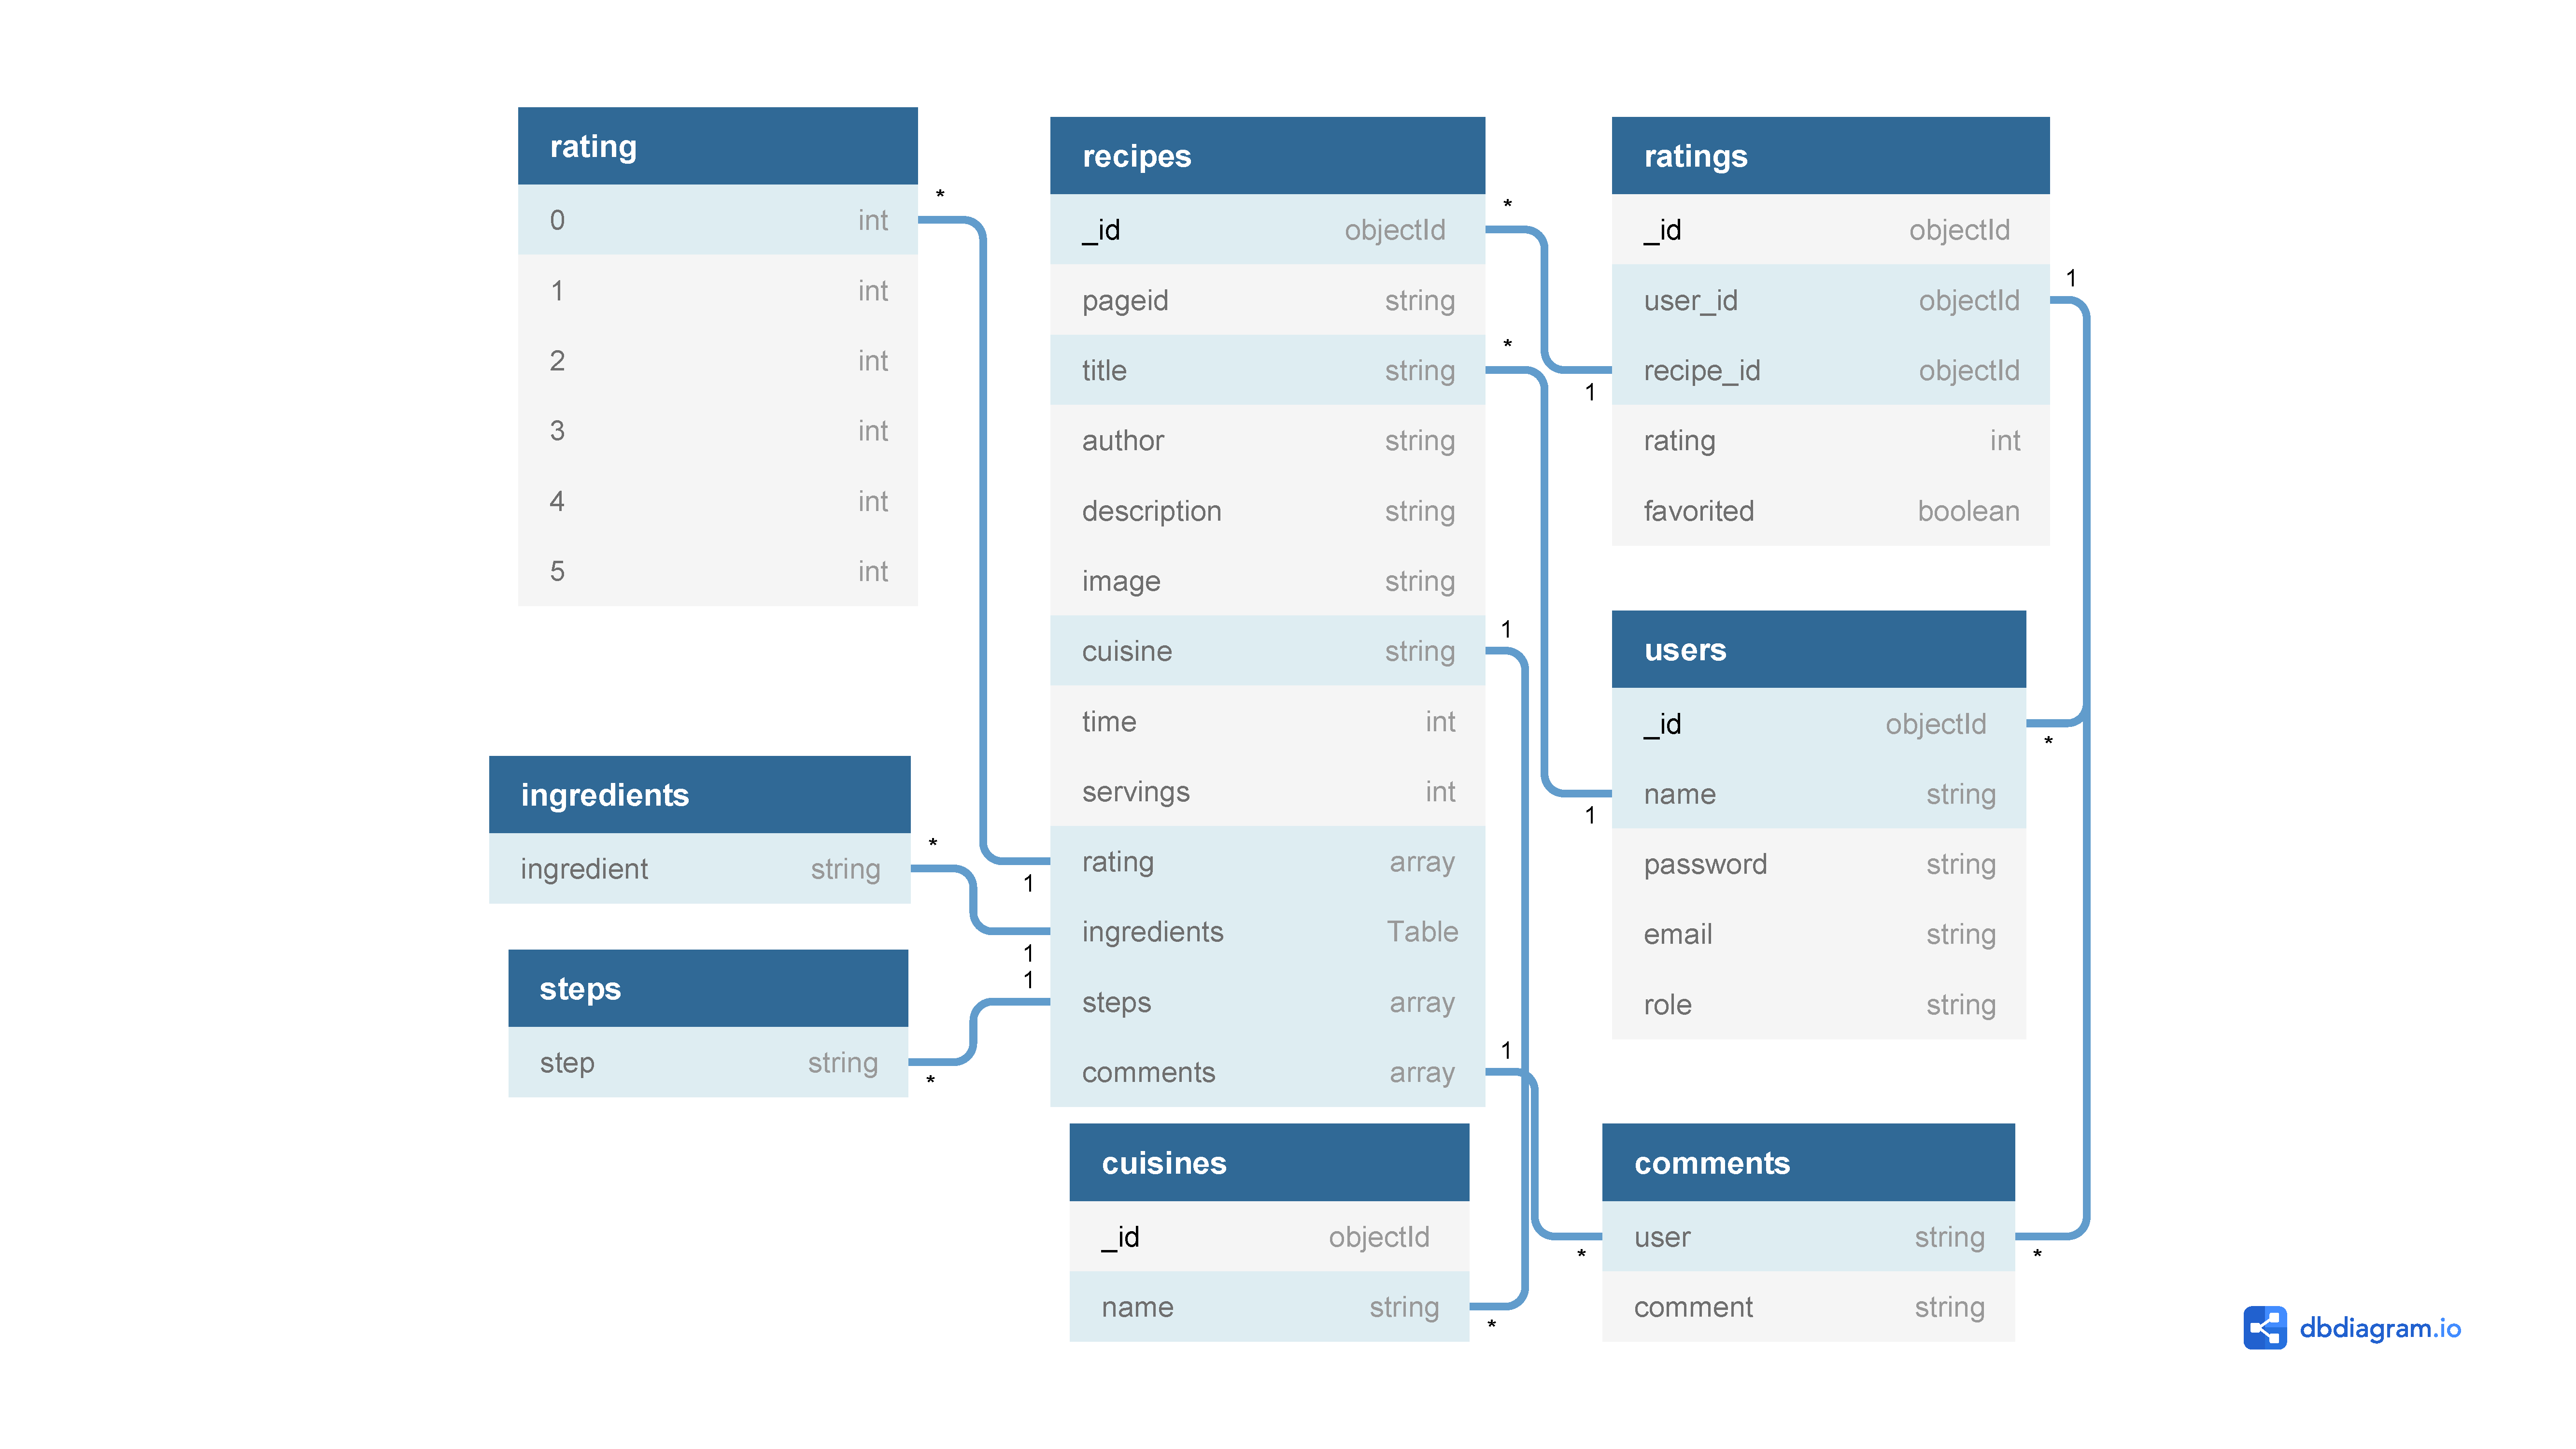 rating
0 int
1 int
2 int
3 int
4 int
5 int
*
ingredients
ingredient string
*
steps
step string
*
recipes
_id objectId
pageid string
title string
author string
description string
image string
cuisine string
time int
servings int
rating array
ingredients Table
steps array
comments array
*
*
1
1
1
1
1
cuisines
_id objectId
name string
*
ratings
_id objectId
user_id objectId
recipe_id objectId
rating int
favorited boolean
1
1
users
_id objectId
name string
password string
email string
role string
*
1
comments
user string
comment string
*
*
dbdiagram.io